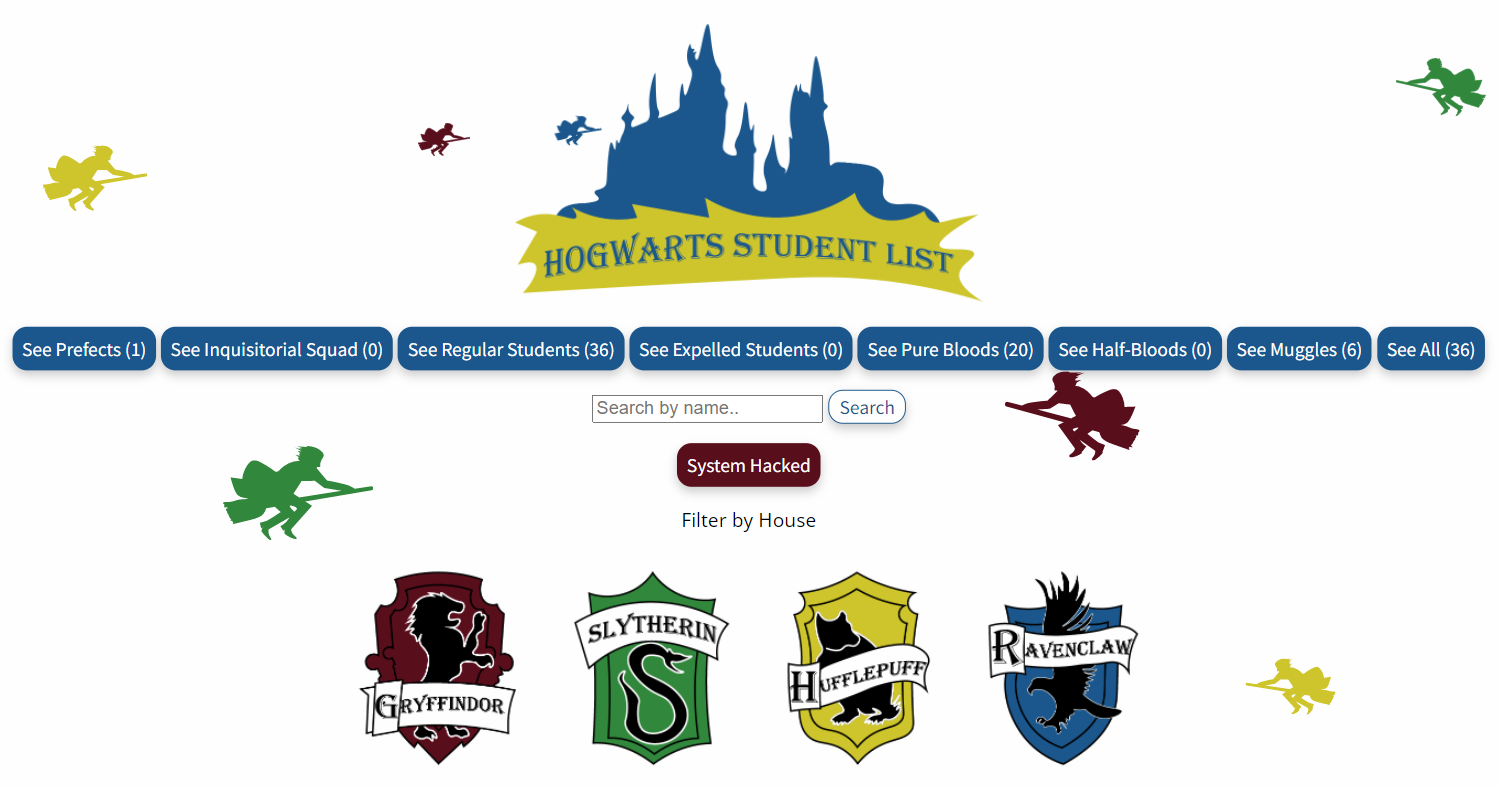 HOGWARTS STUDENT LIST
See Prefects (1) See Inquisitorial Squad (0) See Regular Students (36) See Expelled Students (0) See Pure Bloods (20) See Half-Bloods (0) See Muggles (6) See All (36)
Search by name.. Search
System Hacked
Filter by House
GRYFFINDOR SLYTHERIN HUFFLEPUFF RAVENCLAW